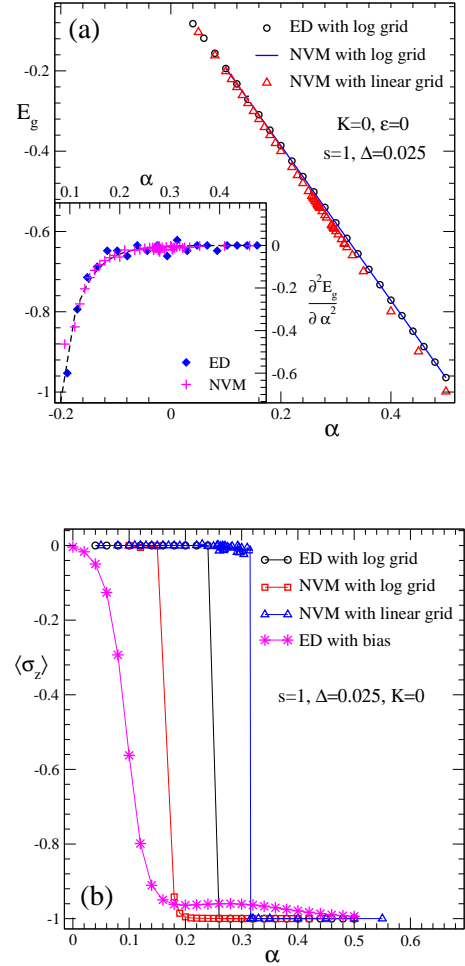 (a)
ED with log grid
NVM with log grid
NVM with linear grid
K=0, ε=0
s=1, Δ=0.025
E_g
-0.2
-0.4
-0.6
-0.8
-1
α
0.1 0.2 0.3 0.4
0
-0.2
-0.4
-0.6
∂²E_g
∂ α²
ED
NVM
-0.2 0 0.2 0.4
α
ED with log grid
NVM with log grid
NVM with linear grid
ED with bias
⟨σ_z⟩
s=1, Δ=0.025, K=0
0
-0.2
-0.4
-0.6
-0.8
-1
(b)
0 0.1 0.2 0.3 0.4 0.5 0.6
α